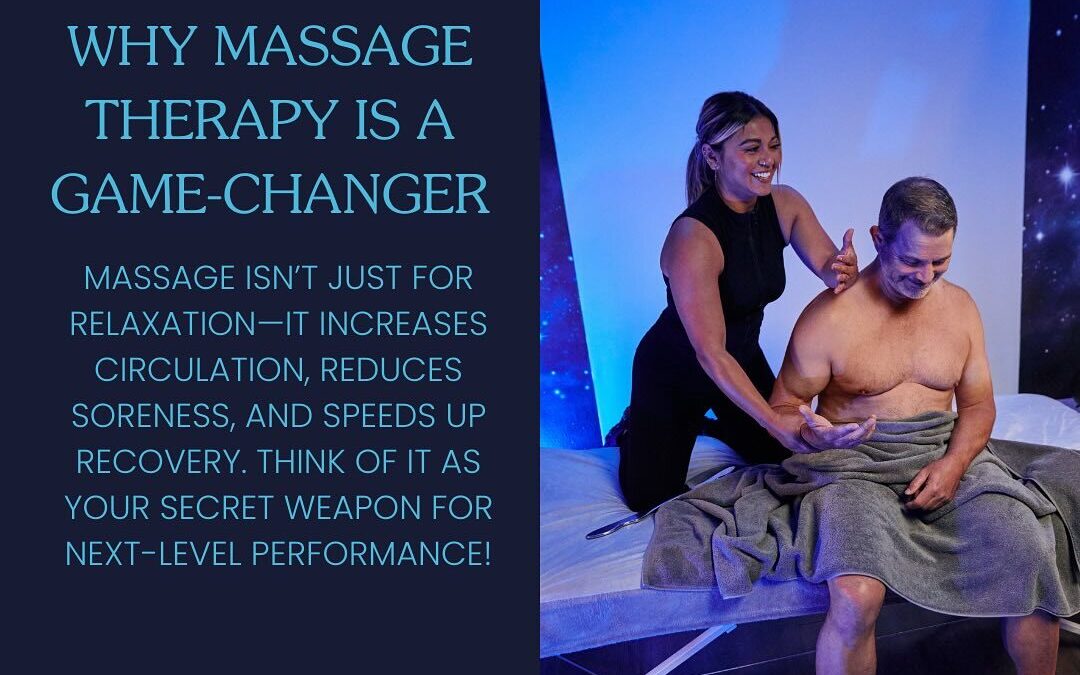 WHY MASSAGE
THERAPY IS A
GAME-CHANGER
MASSAGE ISN’T JUST FOR
RELAXATION—IT INCREASES
CIRCULATION, REDUCES
SORENESS, AND SPEEDS UP
RECOVERY. THINK OF IT AS
YOUR SECRET WEAPON FOR
NEXT-LEVEL PERFORMANCE!